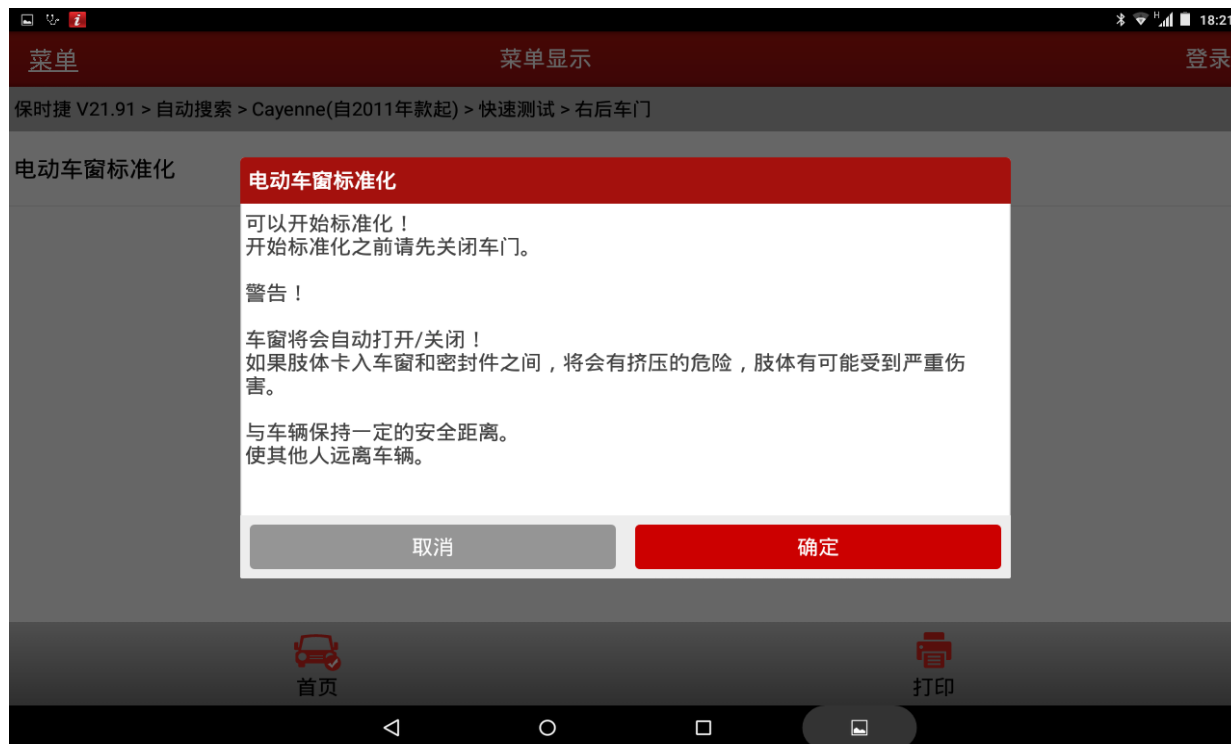 18:21
菜单
菜单显示
登录
保时捷 V21.91 > 自动搜索 > Cayenne(自2011年款起) > 快速测试 > 右后车门
电动车窗标准化
电动车窗标准化
可以开始标准化！
开始标准化之前请先关闭车门。
警告！
车窗将会自动打开/关闭！
如果肢体卡入车窗和密封件之间，将会有挤压的危险，肢体有可能受到严重伤
害。
与车辆保持一定的安全距离。
使其他人远离车辆。
取消
确定
首页
打印